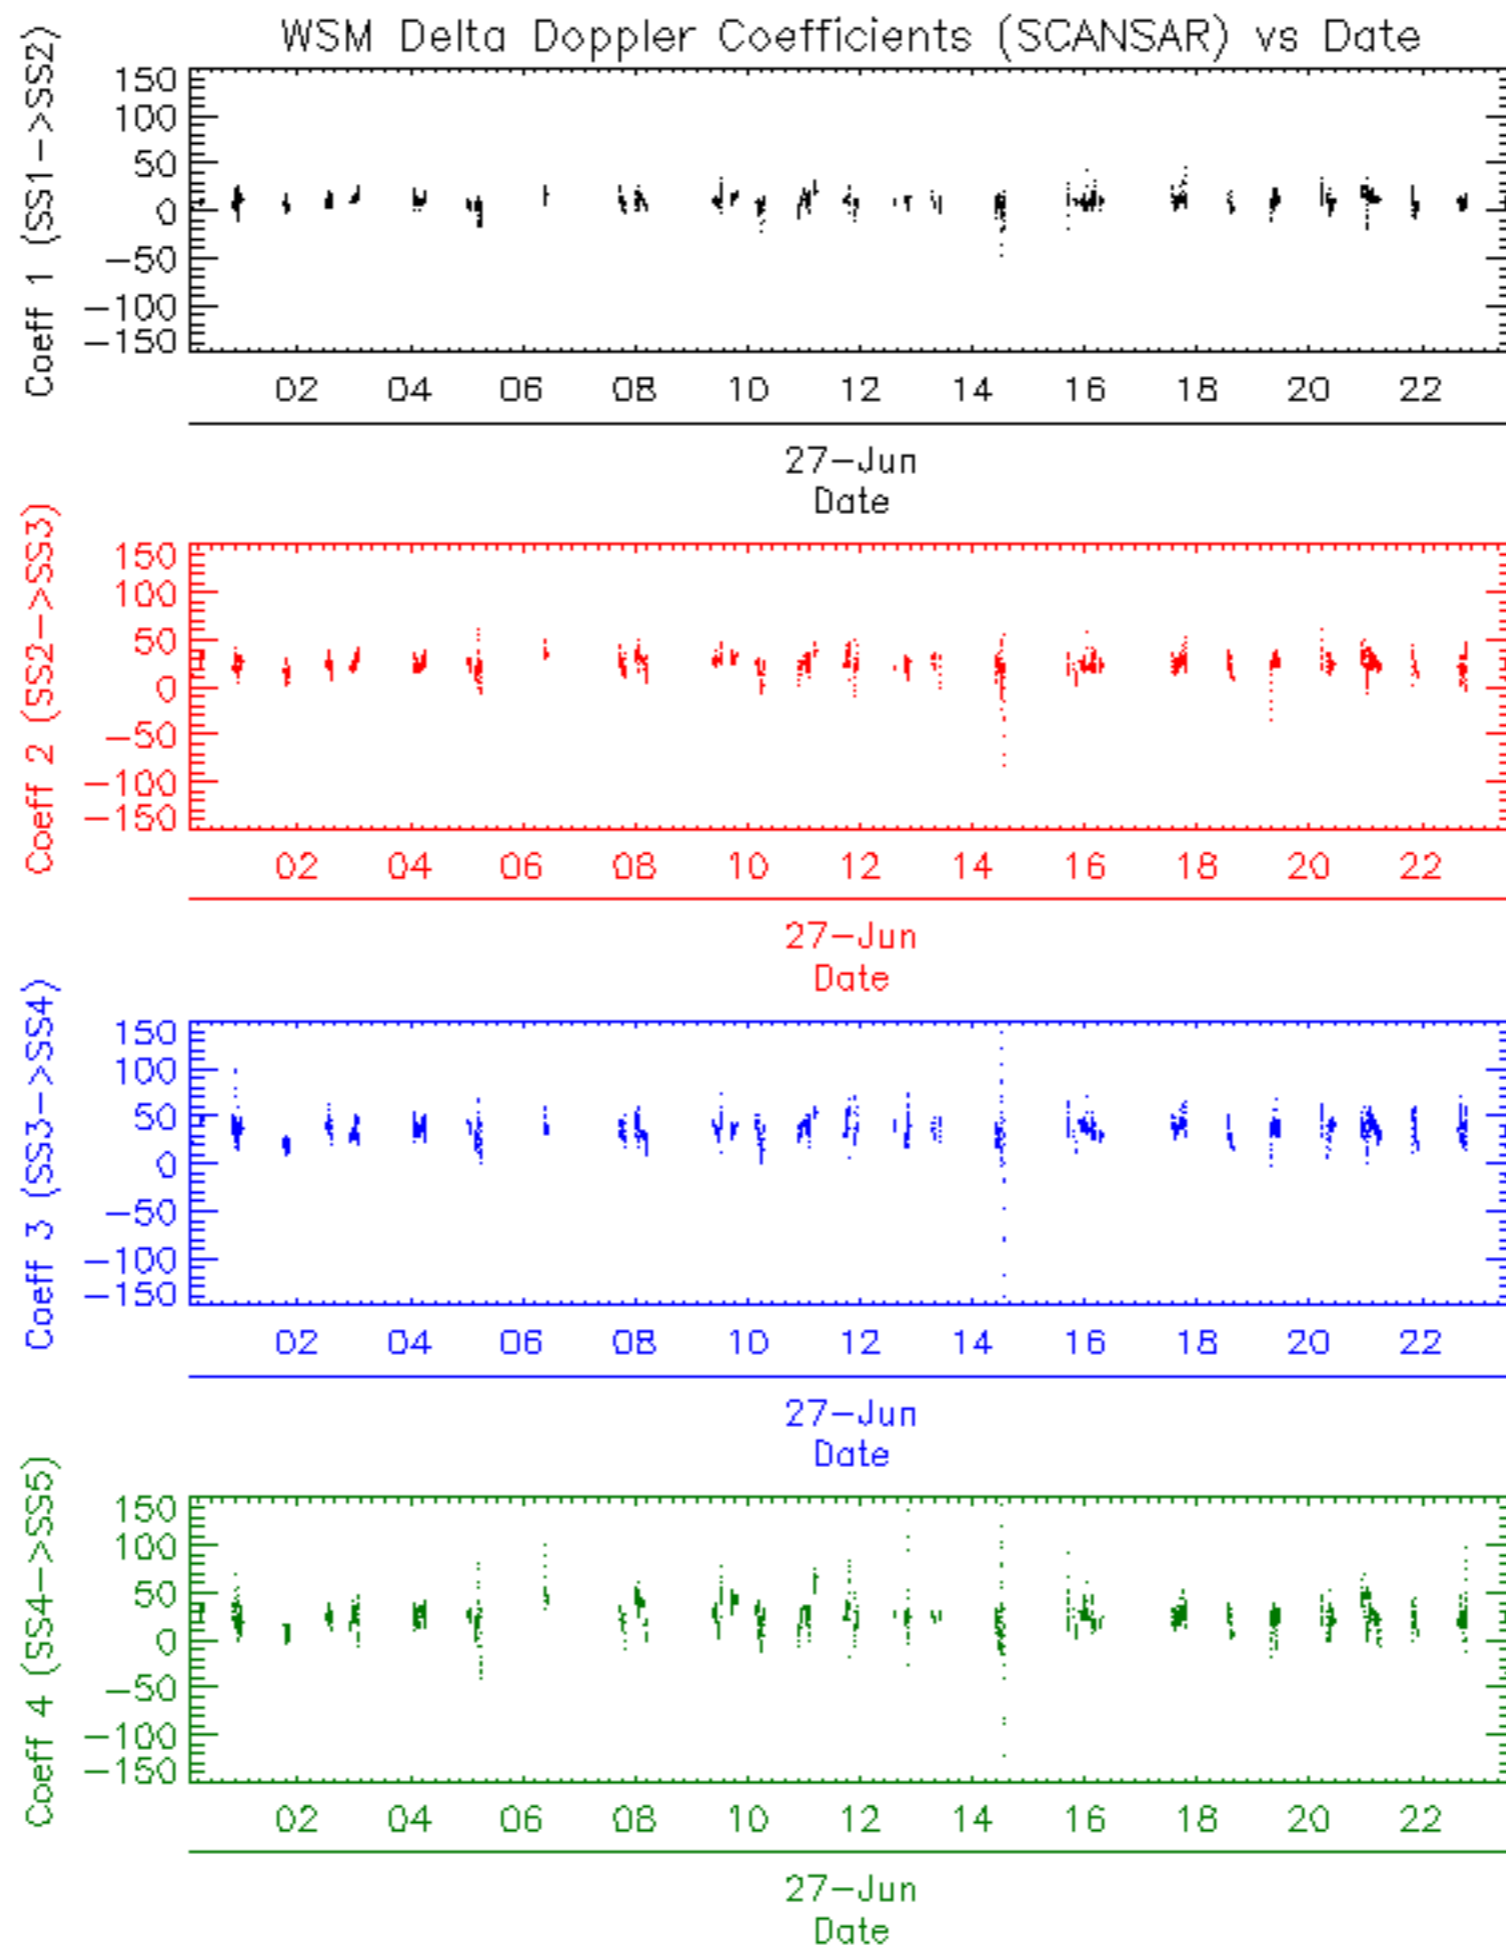 WSM Delta Doppler Coefficients (SCANSAR) vs Date
Coeff 1 (SS1->SS2)
150
100
50
0
-50
-100
-150
02 04 06 08 10 12 14 16 18 20 22
27-Jun
Date
Coeff 2 (SS2->SS3)
150
100
50
0
-50
-100
-150
02 04 06 08 10 12 14 16 18 20 22
27-Jun
Date
Coeff 3 (SS3->SS4)
150
100
50
0
-50
-100
-150
02 04 06 08 10 12 14 16 18 20 22
27-Jun
Date
Coeff 4 (SS4->SS5)
150
100
50
0
-50
-100
-150
02 04 06 08 10 12 14 16 18 20 22
27-Jun
Date